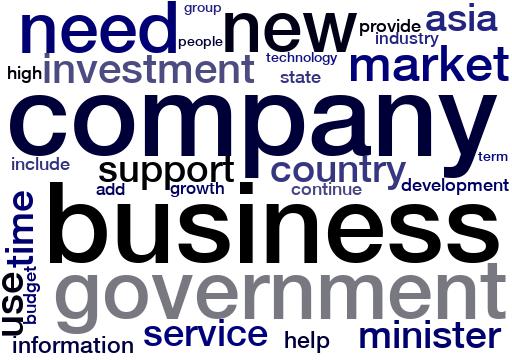 group
need new provide asia
people industry
high investment technology market
state
company
include support country term
add growth continue development
business
time
use budget government
information service help minister